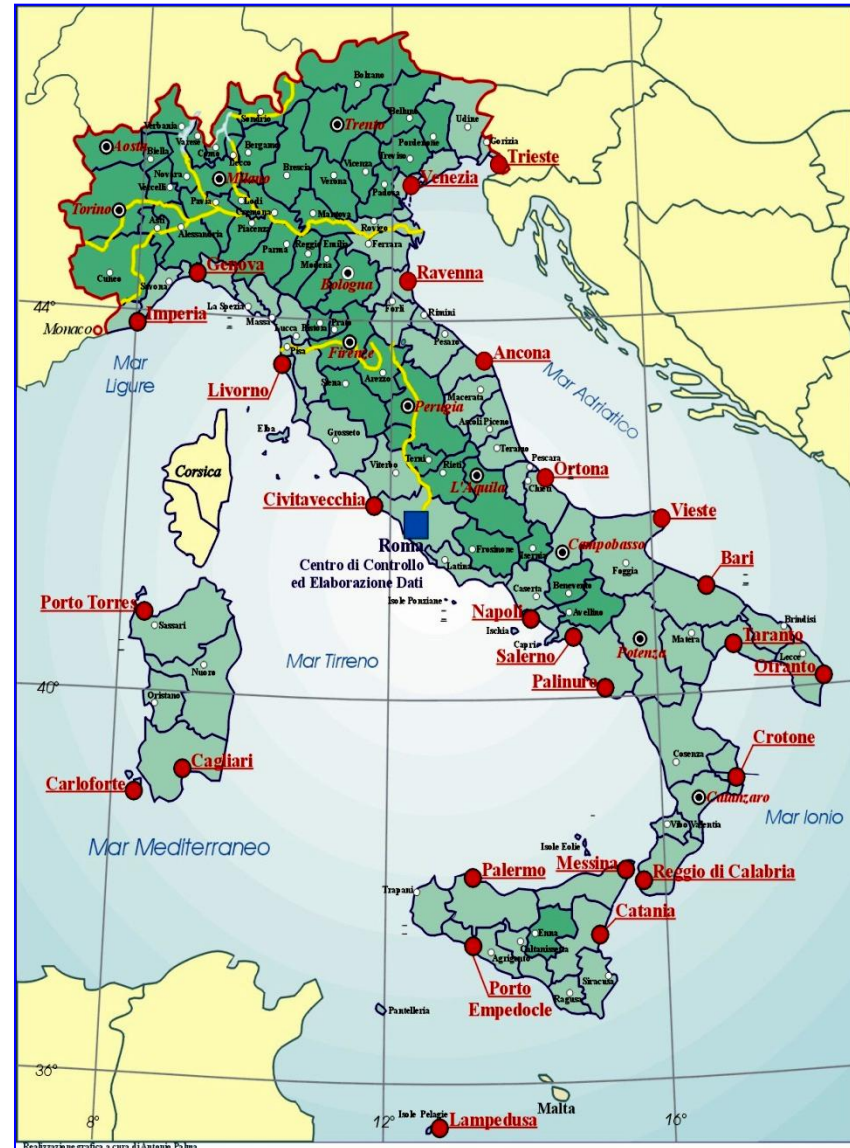 Bolzano
Sondrio
Trento
Belluno
Udine
Verbania
Aosta
Varese
Como
Lecco
Bergamo
Pordenone
Gorizia
Biella
Treviso
Trieste
Novara
Milano
Brescia
Vicenza
Verona
Venezia
Vercelli
Padova
Torino
Pavia
Lodi
Cremona
Mantova
Asti
Piacenza
Rovigo
Alessandria
Parma
Reggio Emilia
Ferrara
Modena
Cuneo
Genova
Bologna
Ravenna
Savona
44°
La Spezia
Forli
Rimini
Imperia
Massa
Monaco
Lucca
Pistoia
Prato
Pesaro
Firenze
Pisa
Mar
Ligure
Livorno
Ancona
Siena
Arezzo
Macerata
Mar Adriatico
Perugia
Elba
Ascoli Piceno
Grosseto
Teramo
Corsica
Viterbo
Terni
Rieti
Pescara
L'Aquila
Ortona
Chieti
Civitavecchia
Vieste
Roma
Centro di Controllo
ed Elaborazione Dati
Frosinone
Isernia
Campobasso
Latina
Foggia
Bari
Caserta
Benevento
Isole Ponziane
Porto Torres
Napoli
Avellino
Brindisi
Sassari
Ischia
Capri
Salerno
Potenza
Matera
Taranto
Mar Tirreno
Lecce
Nuoro
Otranto
40°
Palinuro
Oristano
Cosenza
Crotone
Cagliari
Carloforte
Catanzaro
Mar Ionio
Vibo Valentia
Mar Mediterraneo
Isole Eolie
Messina
Palermo
Reggio di Calabria
Trapani
Catania
Enna
Caltanissetta
Agrigento
Siracusa
Porto
Empedocle
Ragusa
Pantelleria
36°
Malta
8°
12°
16°
Isole Pelagie
Lampedusa
Realizzazione grafica a cura di Antonio Palma